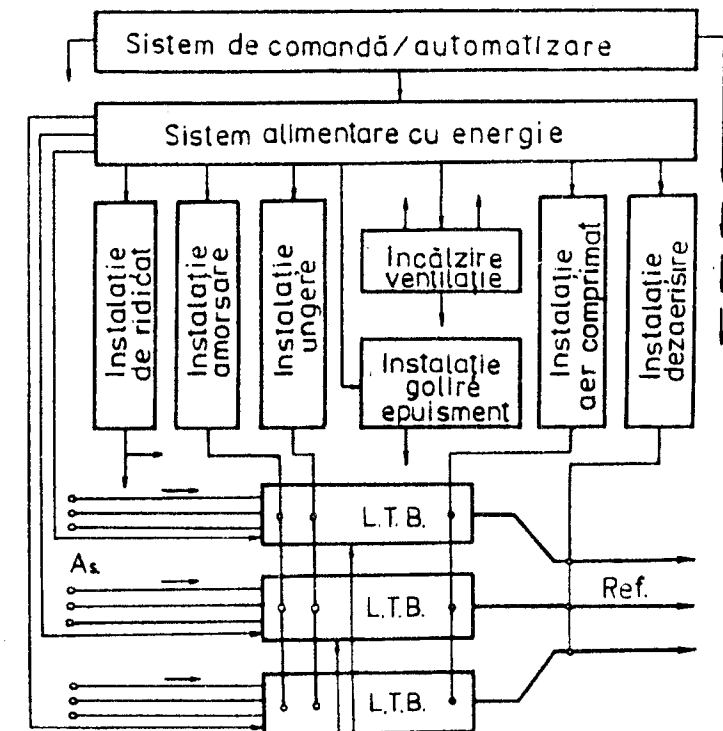 Sistem de comandă/automatizare
Sistem alimentare cu energie
Instalație
de ridicat
Instalație
amorsare
Instalație
ungere
Încălzire
ventilație
Instalație
golire
epuisment
Instalație
aer comprimat
Instalație
dezaerisire
L.T.B.
As.
L.T.B.
Ref.
L.T.B.